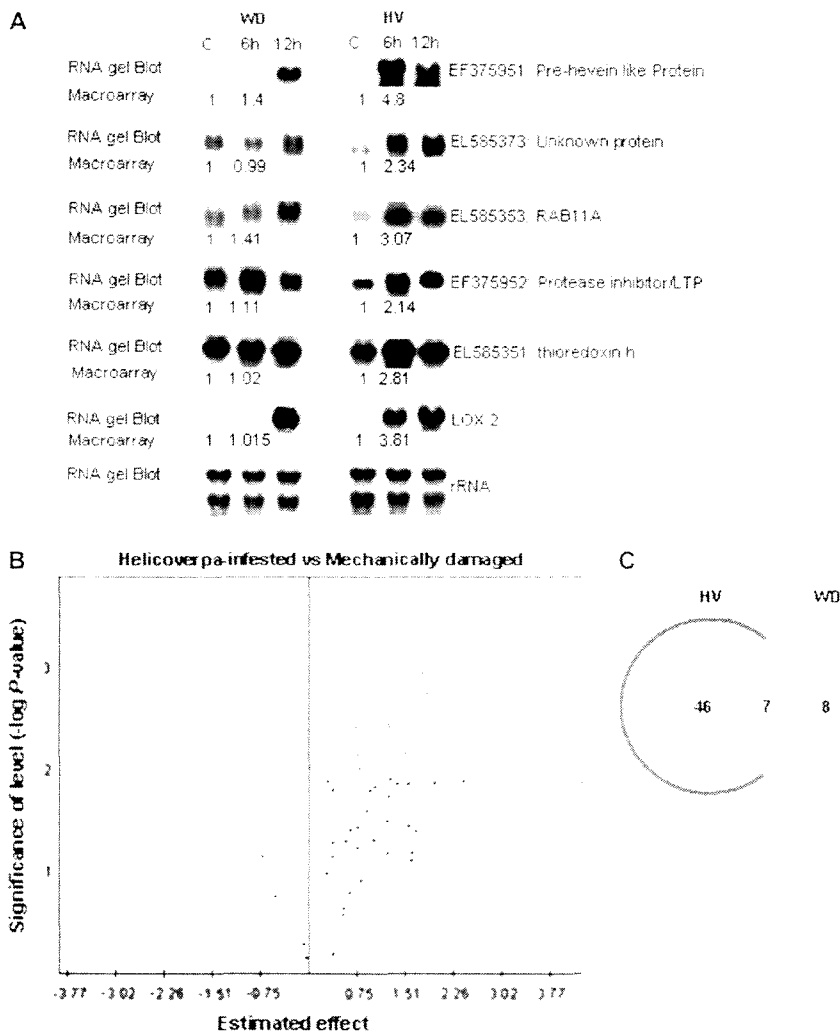 A
WD HV
C 6h 12h C 6h 12h
RNA gel Blot EF375951 Pre-hevein like Protein
Macroarray 1 1.4 1 4.8
RNA gel Blot EL585373 Unknown protein
Macroarray 1 0.99 1 2.34
RNA gel Blot EL585353 RAB11A
Macroarray 1 1.41 1 3.07
RNA gel Blot EF375952 Protease inhibitor/LTP
Macroarray 1 1.11 1 2.14
RNA gel Blot EL585351 thioredoxin h
Macroarray 1 1.02 1 2.81
RNA gel Blot LOX 2
Macroarray 1 1.015 1 3.81
RNA gel Blot rRNA
B
Helicoverpa-infested vs Mechanically damaged
Significance of level (-log P-value)
3
2
1
-3.77 -3.02 -2.26 -1.51 -0.75 0.75 1.51 2.26 3.02 3.77
Estimated effect
C
HV WD
46 7 8